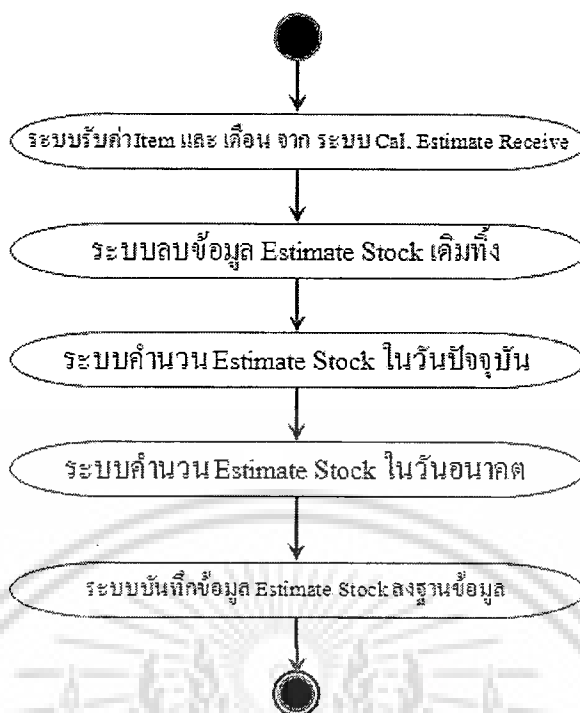 ระบบรับค่า Item และ เดือน จาก ระบบ Cal. Estimate Receive
ระบบลบข้อมูล Estimate Stock เดิมทิ้ง
ระบบคำนวน Estimate Stock ในวันปัจจุบัน
ระบบคำนวน Estimate Stock ในวันอนาคต
ระบบบันทึกข้อมูล Estimate Stock ลงฐานข้อมูล